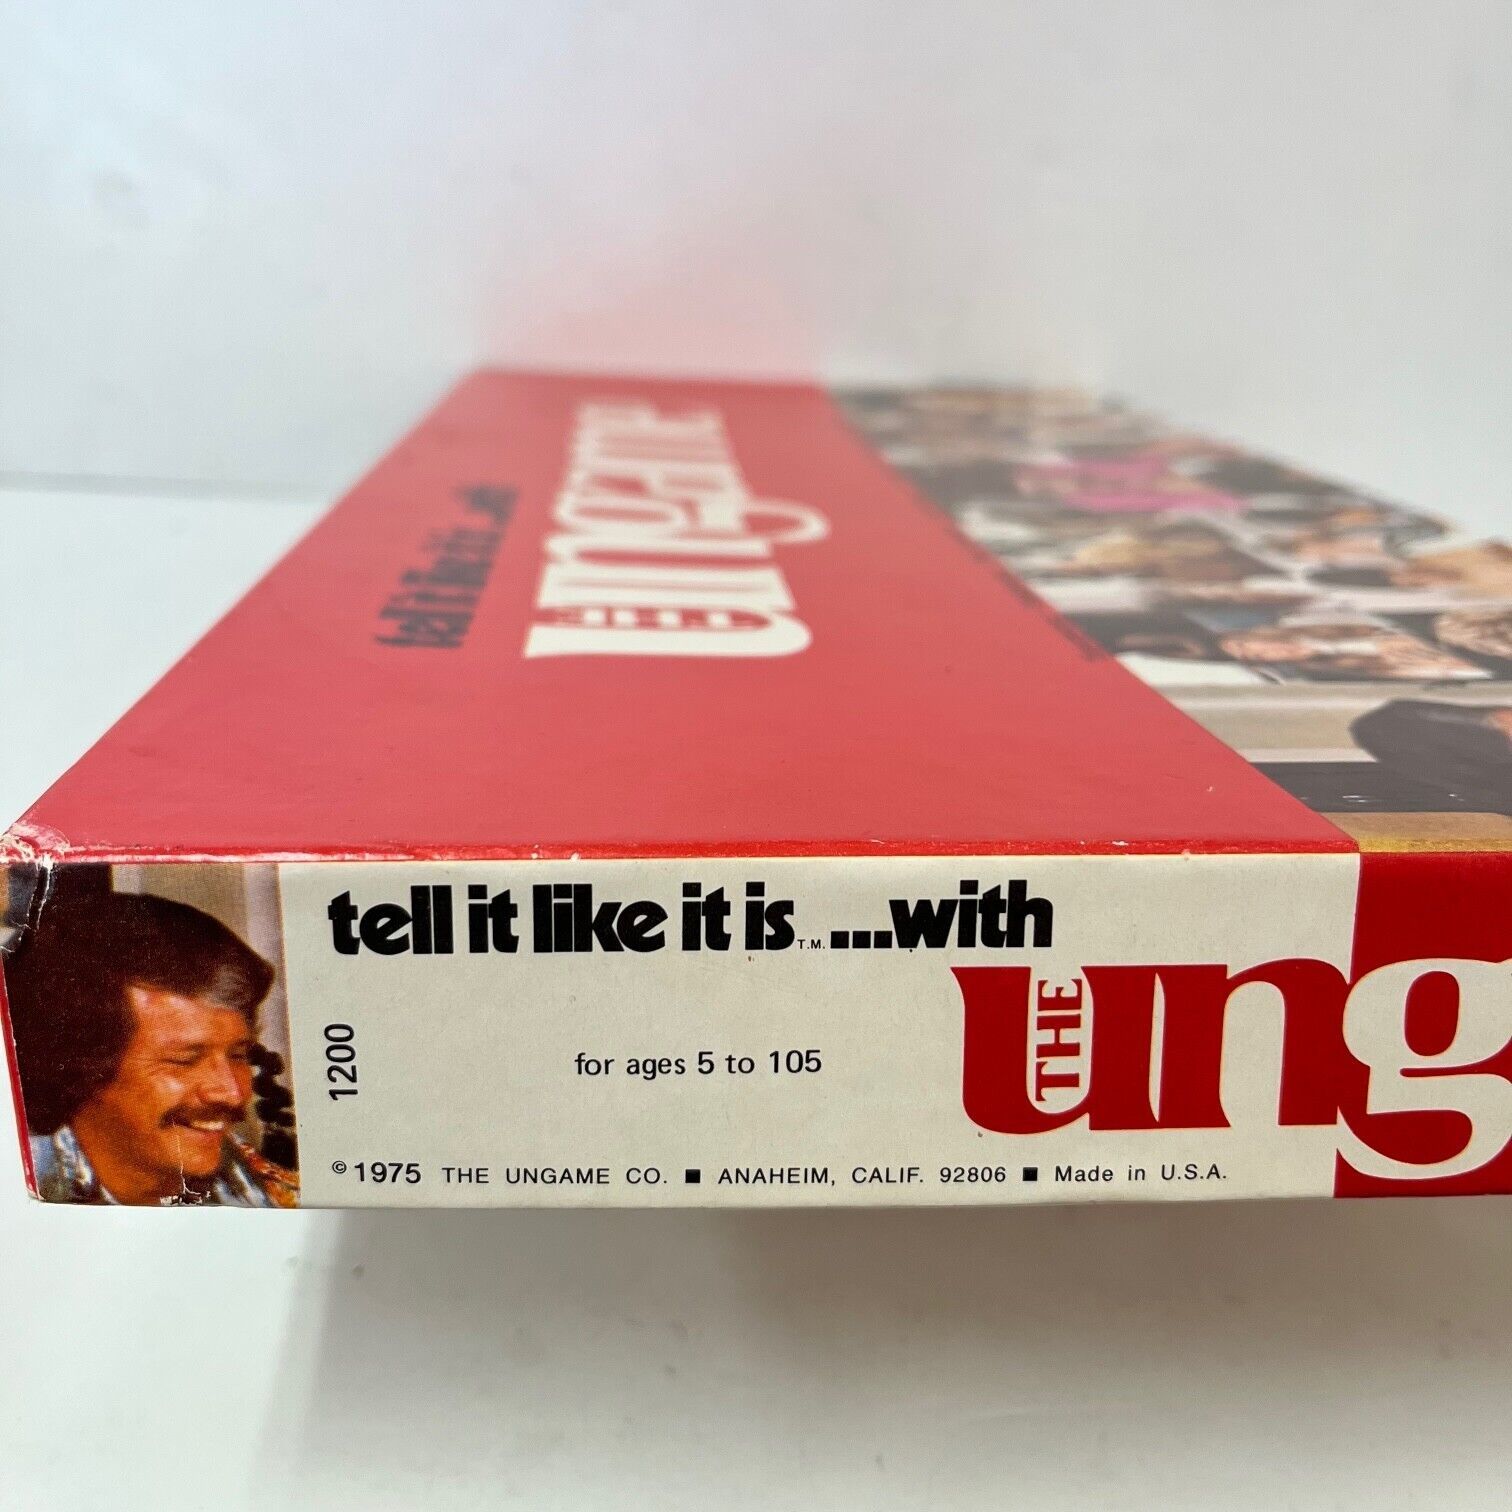 tell it like it is...with
THE
ungame
tell it like it is T.M. ...with
THE
ung
1200
for ages 5 to 105
© 1975 THE UNGAME CO. ■ ANAHEIM, CALIF. 92806 ■ Made in U.S.A.